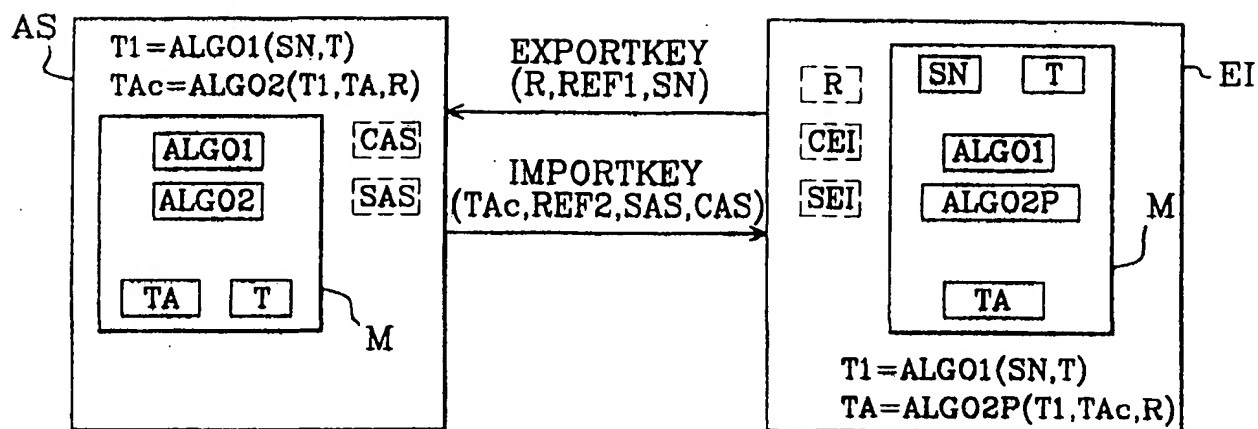 AS
T1=ALGO1(SN,T)
TAc=ALGO2(T1,TA,R)
ALGO1
ALGO2
TA
T
M
CAS
SAS
EXPORTKEY
(R,REF1,SN)
IMPORTKEY
(TAc,REF2,SAS,CAS)
R
CEI
SEI
SN
T
ALGO1
ALGO2P
TA
EI
M
T1=ALGO1(SN,T)
TA=ALGO2P(T1,TAc,R)